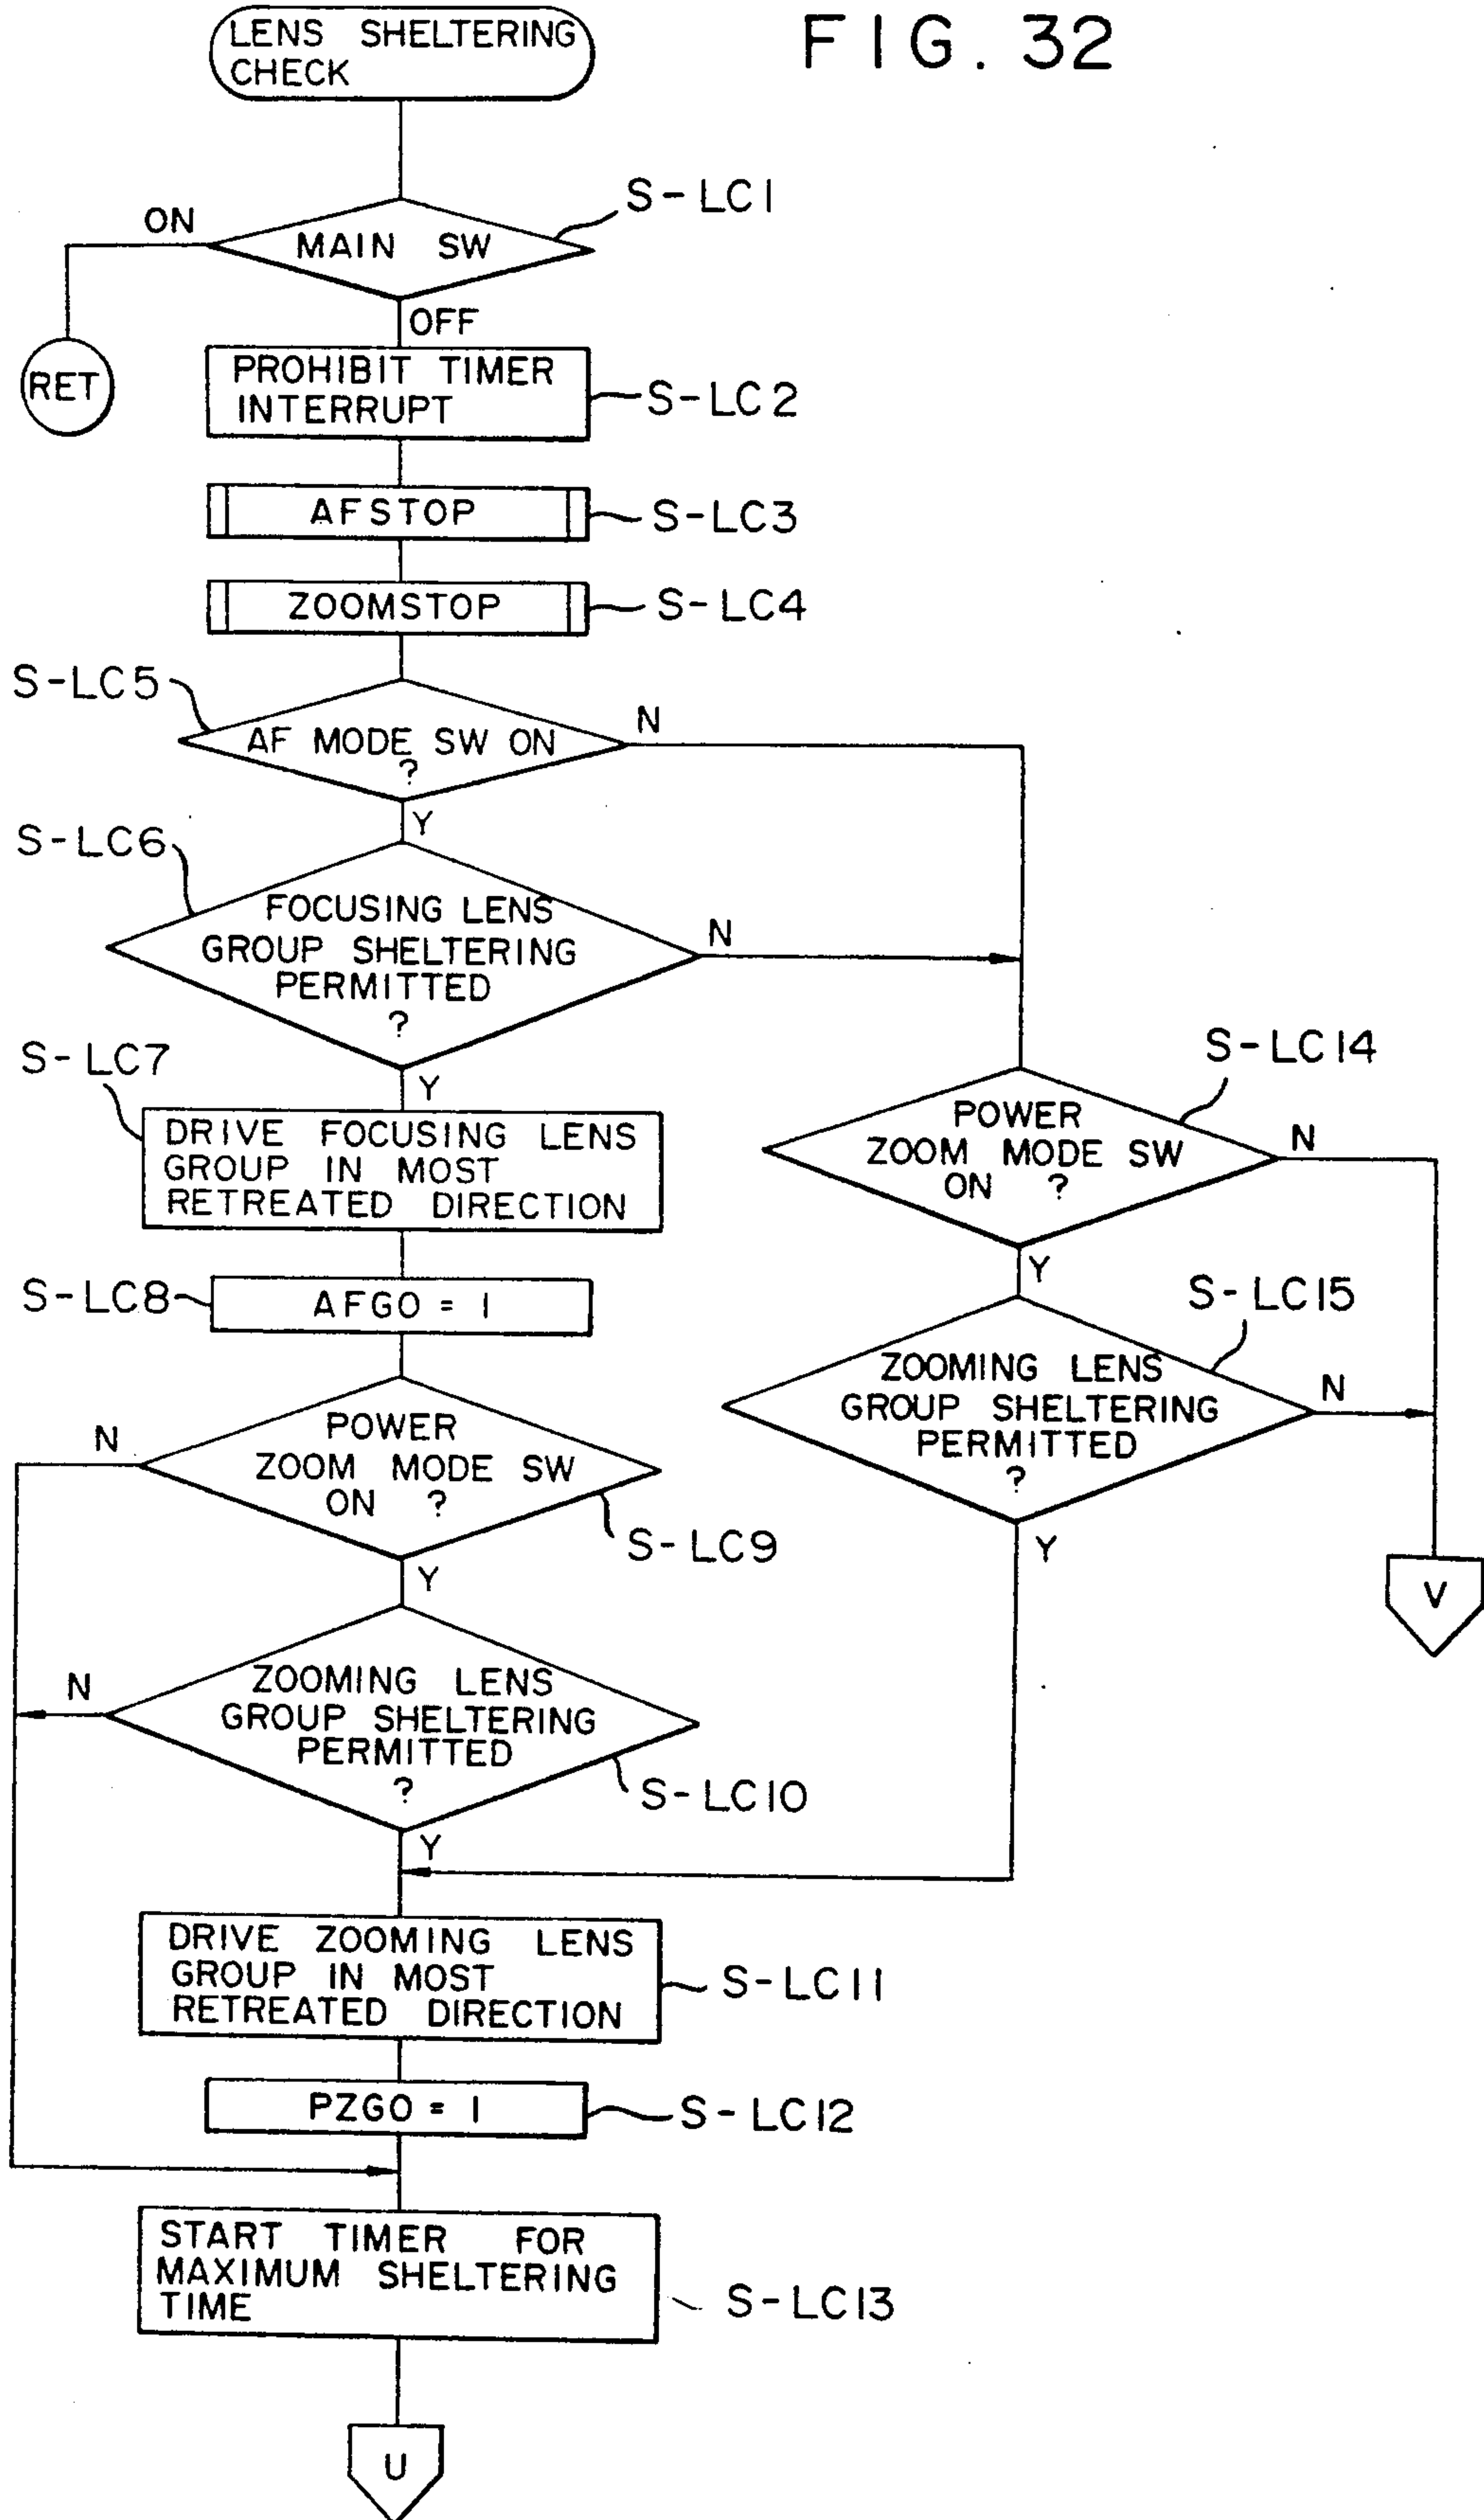 FIG. 32
LENS SHELTERING
CHECK
S-LC1
ON
MAIN SW
OFF
RET
PROHIBIT TIMER
INTERRUPT
S-LC2
AFSTOP
S-LC3
ZOOMSTOP
S-LC4
S-LC5
AF MODE SW ON
?
N
Y
S-LC6
FOCUSING LENS
GROUP SHELTERING
PERMITTED
?
N
Y
S-LC7
DRIVE FOCUSING LENS
GROUP IN MOST
RETREATED DIRECTION
S-LC14
POWER
ZOOM MODE SW
ON ?
N
Y
S-LC8
AFGO = 1
S-LC15
ZOOMING LENS
GROUP SHELTERING
PERMITTED
?
N
Y
V
POWER
ZOOM MODE SW
ON ?
N
S-LC9
Y
ZOOMING LENS
GROUP SHELTERING
PERMITTED
?
N
S-LC10
Y
DRIVE ZOOMING LENS
GROUP IN MOST
RETREATED DIRECTION
S-LC11
PZGO = 1
S-LC12
START TIMER FOR
MAXIMUM SHELTERING
TIME
S-LC13
U